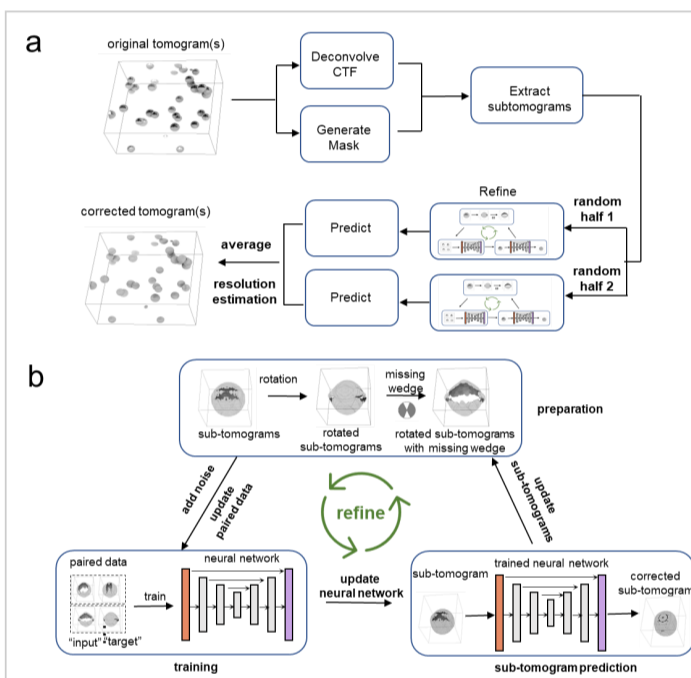 a
original tomogram(s)
Deconvolve
CTF
Generate
Mask
Extract
subtomograms
corrected tomogram(s)
average
resolution
estimation
Predict
Predict
Refine
random
half 1
random
half 2
b
rotation
missing
wedge
sub-tomograms
rotated
sub-tomograms
rotated sub-tomograms
with missing wedge
preparation
add noise
update
paired data
refine
update
sub-tomograms
paired data
neural network
train
"input"
"target"
training
update
neural network
sub-tomogram
trained neural network
corrected
sub-tomogram
sub-tomogram prediction